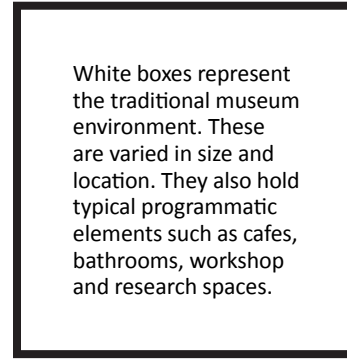 White boxes represent
the traditional museum
environment. These
are varied in size and
location. They also hold
typical programmatic
elements such as cafes,
bathrooms, workshop
and research spaces.